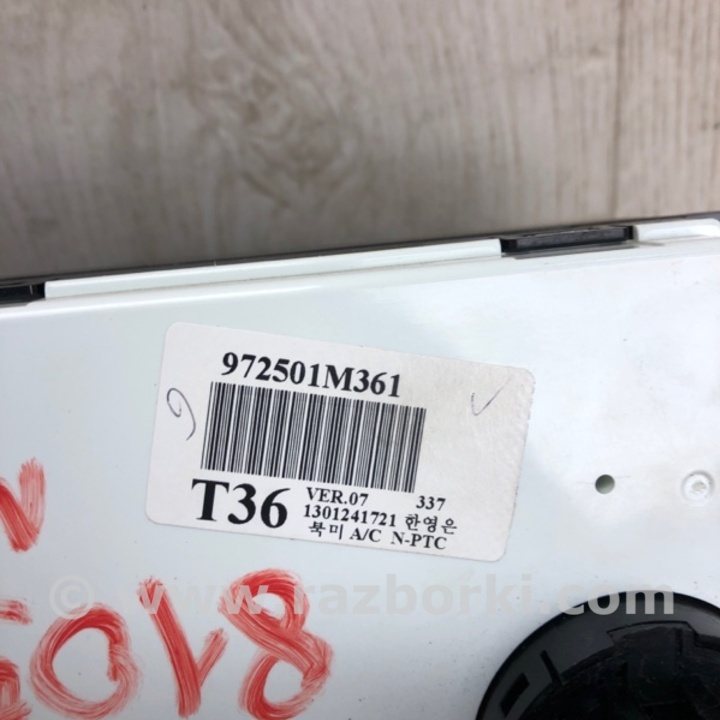 972501M361
T36
VER.07 337
1301241721 한영은
북미 A/C N-PTC
© www.razborki.com